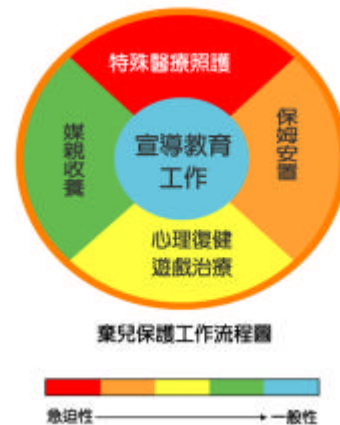 特殊醫療照護
保姆安置
媒親收養
宣導教育
工作
心理復健
遊戲治療
棄兒保護工作流程圖
急迫性
一般性